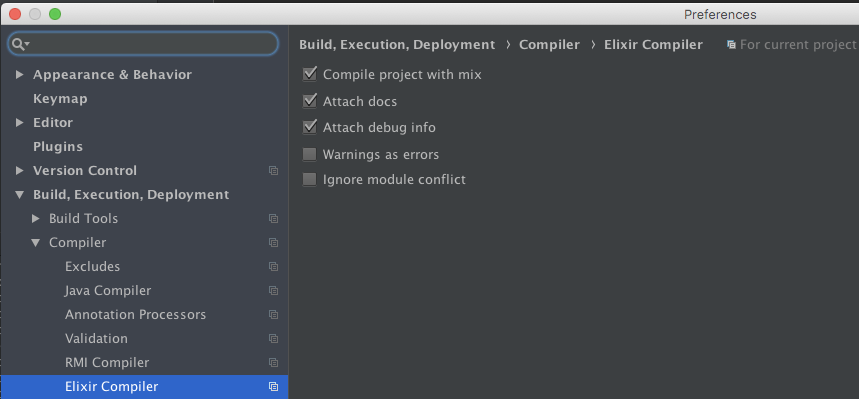 Preferences
Build, Execution, Deployment › Compiler › Elixir Compiler For current project
Appearance & Behavior
Keymap
Editor
Plugins
Version Control
Build, Execution, Deployment
Build Tools
Compiler
Excludes
Java Compiler
Annotation Processors
Validation
RMI Compiler
Elixir Compiler
Compile project with mix
Attach docs
Attach debug info
Warnings as errors
Ignore module conflict